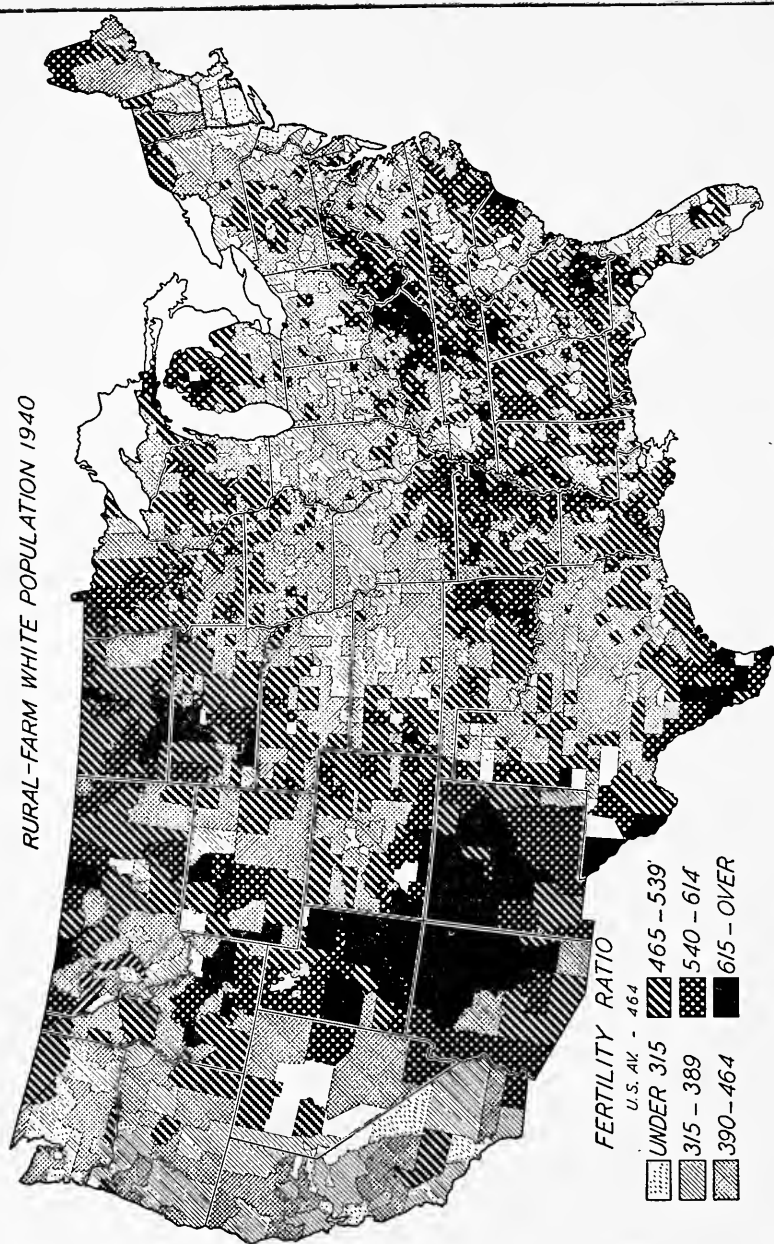 RURAL-FARM WHITE POPULATION 1940
FERTILITY RATIO
U.S. AV. - 464
UNDER 315
315-389
390-464
465-539
540-614
615-OVER